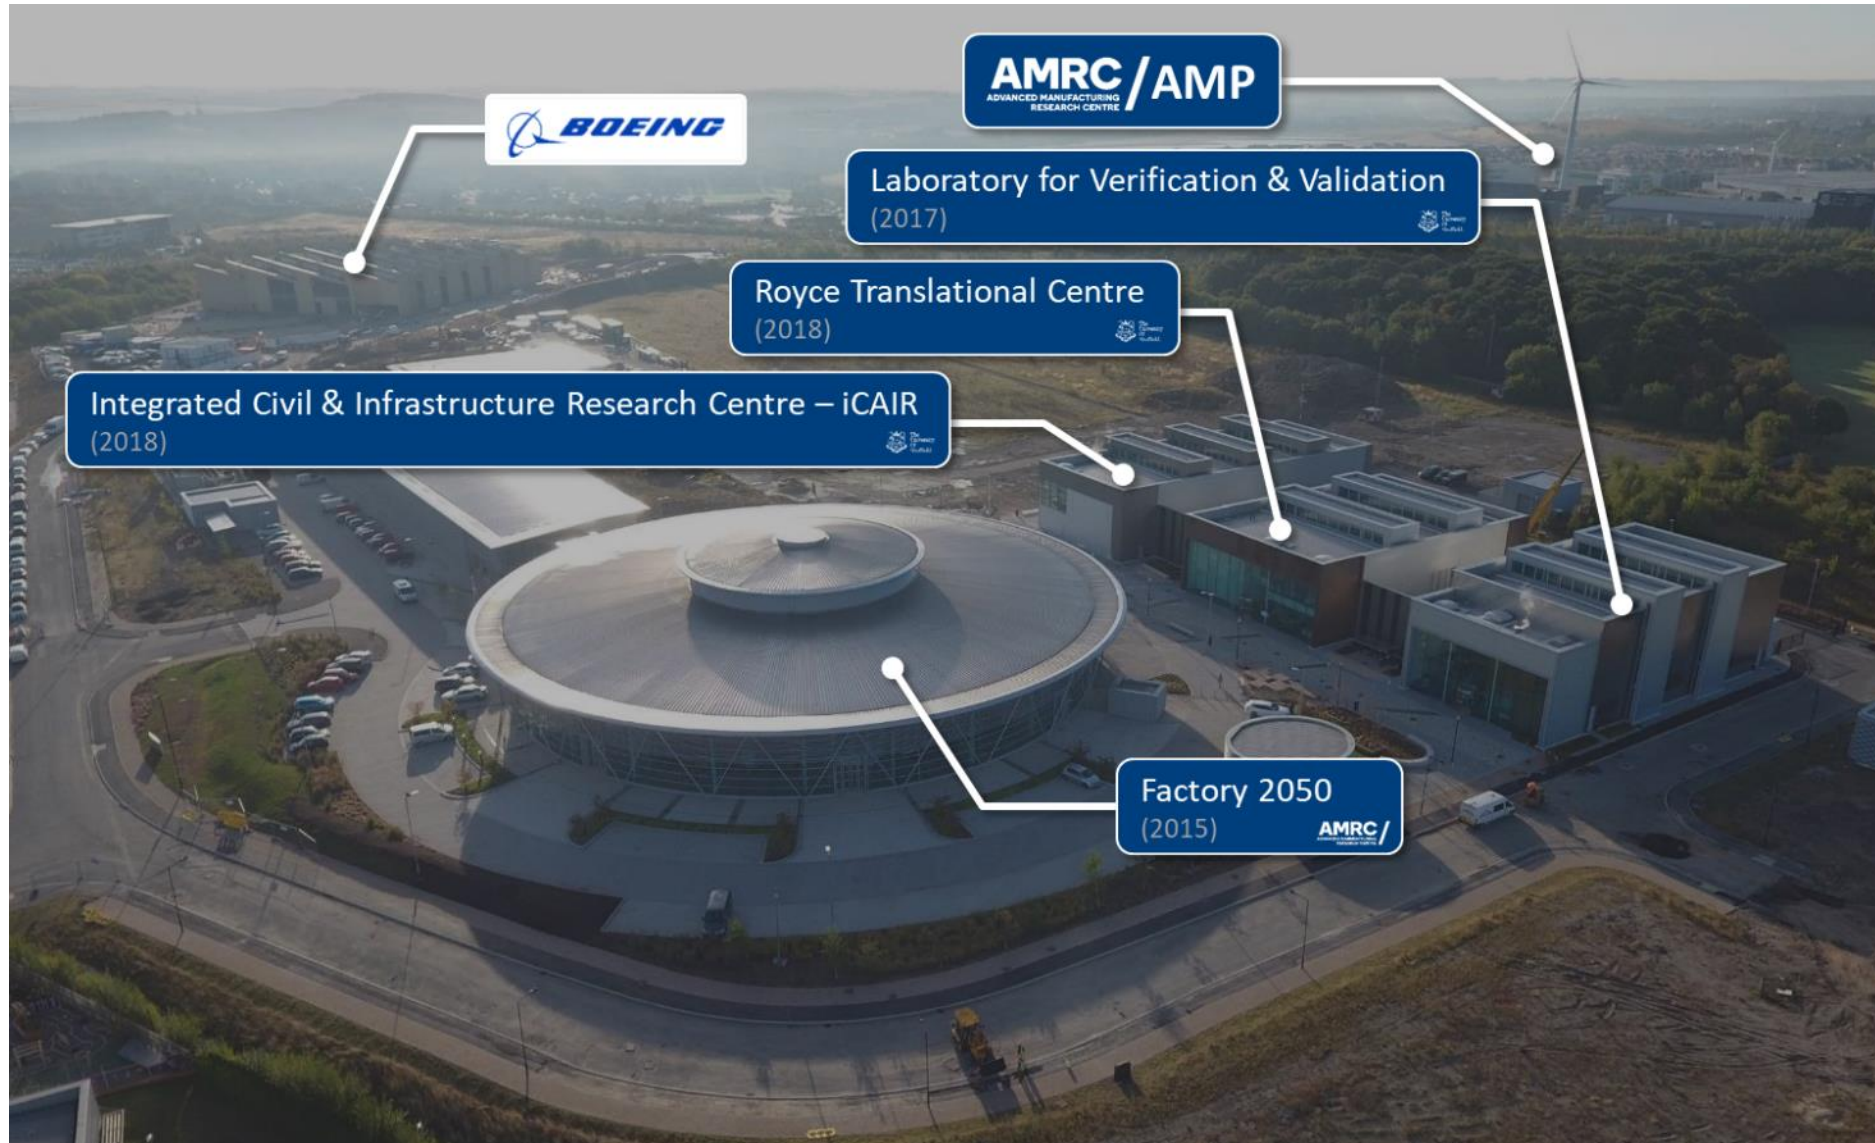 AMRC / AMP
ADVANCED MANUFACTURING
RESEARCH CENTRE
BOEING
Laboratory for Verification & Validation
(2017)
Royce Translational Centre
(2018)
Integrated Civil & Infrastructure Research Centre – iCAIR
(2018)
Factory 2050
(2015)
AMRC/